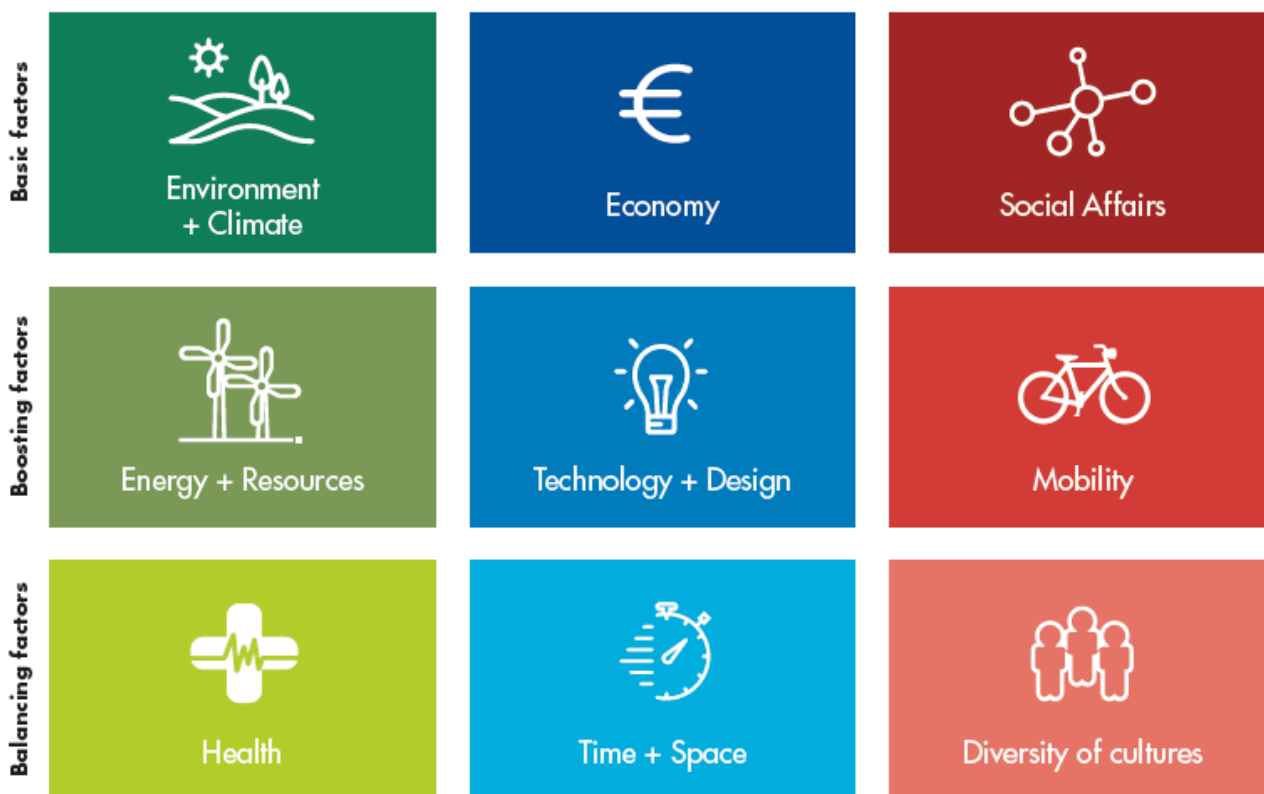 Basic factors
Environment
+ Climate
€
Economy
Social Affairs
Boosting factors
Energy + Resources
Technology + Design
Mobility
Balancing factors
Health
Time + Space
Diversity of cultures